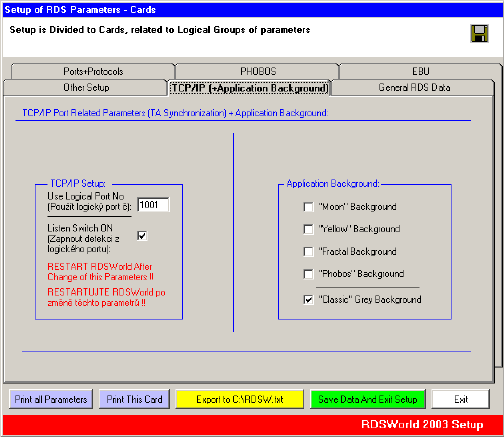 Setup of RDS Parameters - Cards
Setup is Divided to Cards, related to Logical Groups of parameters
Ports+Protocols
PHOBOS
EBU
Other Setup
TCP/IP (+Application Background)
General RDS Data
TCP/IP Port Related Parameters (TA Synchronization) + Application Background:
TCP/IP Setup:
Use Logical Port No
(Použít logický port č):
1001
Listen Switch ON
(Zapnout detekci z
logického portu):
RESTART RDSWorld After
Change of this Parameters !!
RESTARTUJTE RDSWorld po
změně těchto parametrů !!
Application Background:
"Moon" Background
"Yellow" Background
"Fractal Background
"Phobos" Background
"Classic" Grey Background
Print all Parameters
Print This Card
Export to C:\RDSW.txt
Save Data And Exit Setup
Exit
RDSWorld 2003 Setup